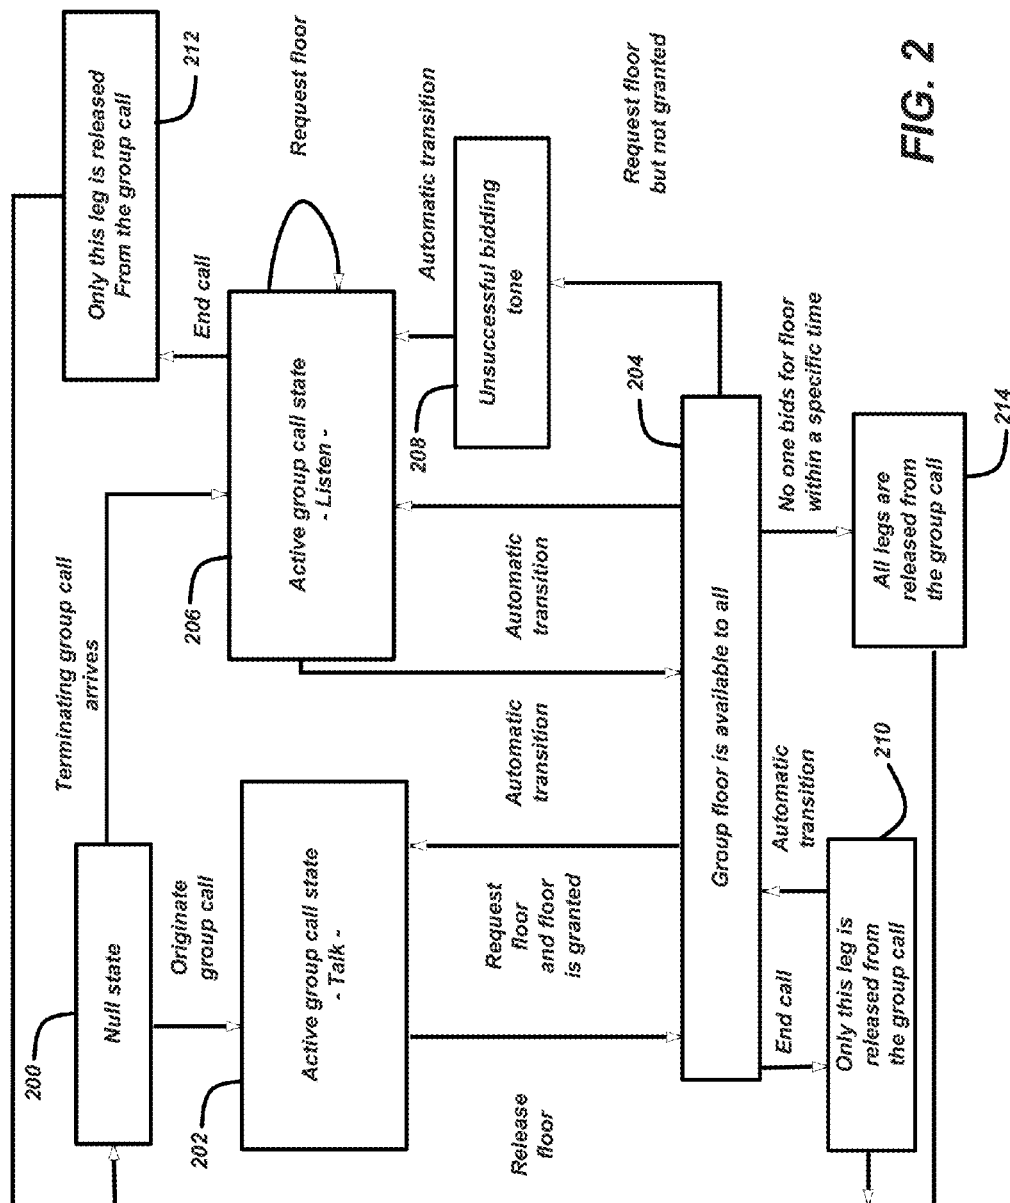 Null state
200
Terminating group call
arrives
Originate
group call
Only this leg is released
From the group call
212
Active group call state
- Talk -
202
Active group call state
- Listen -
206
End call
Request floor
Release
floor
Request
floor
and floor
is granted
Automatic
transition
Automatic
transition
Unsuccessful bidding
tone
208
Automatic transition
Request floor
but not granted
Group floor is available to all
204
End call
Automatic
transition
No one bids for floor
within a specific time
Only this leg is
released from
the group call
210
All legs are
released from
the group call
214
FIG. 2